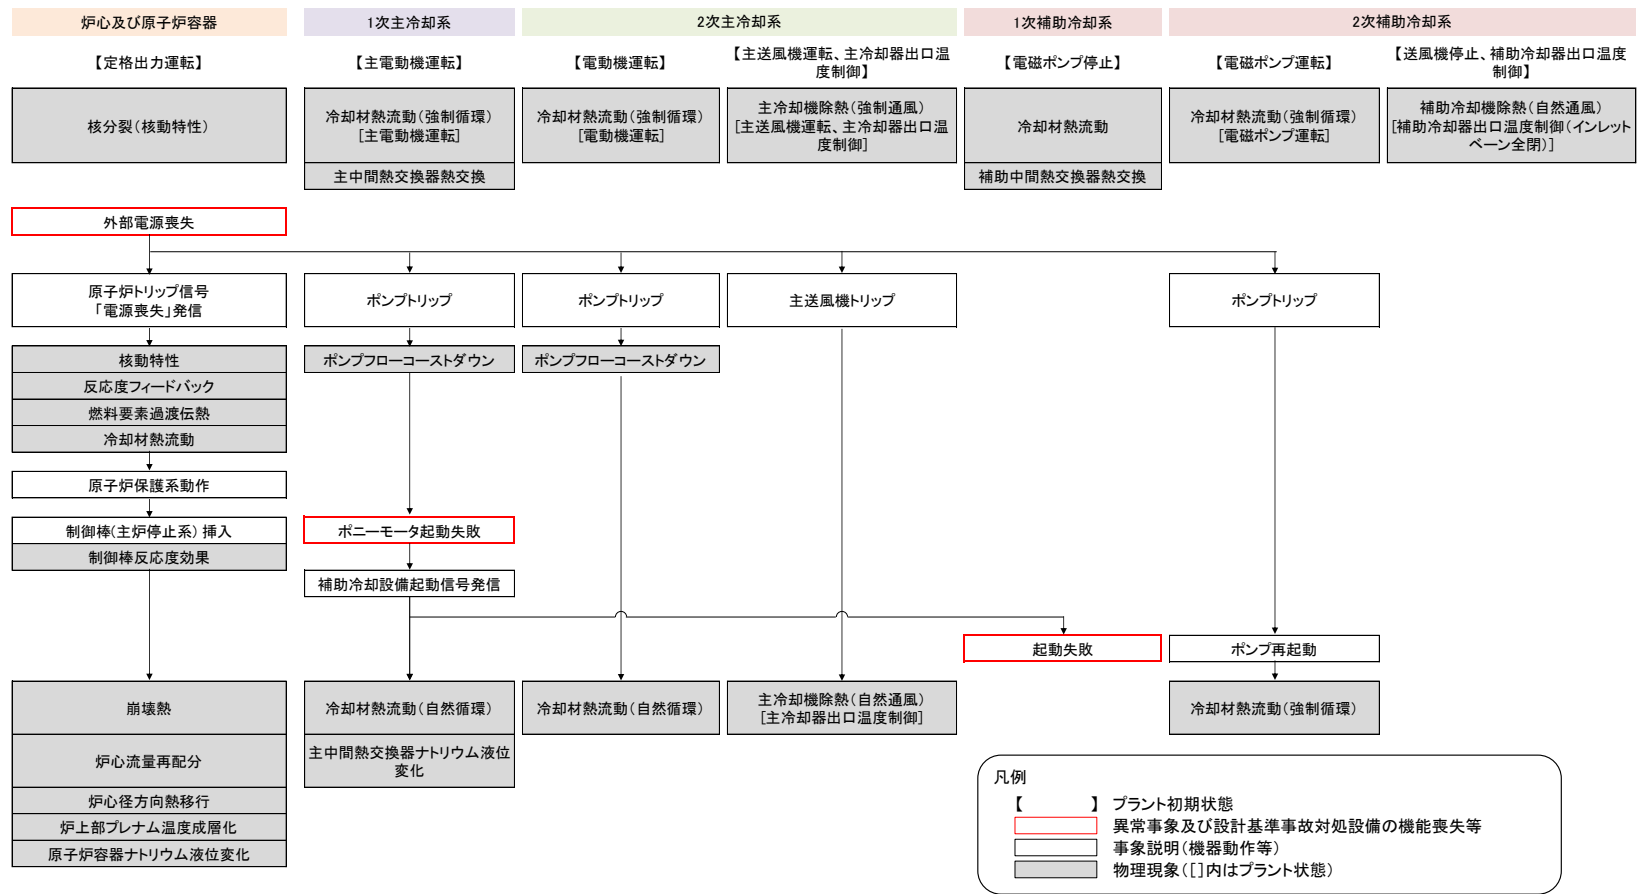 炉心及び原子炉容器
1次主冷却系
2次主冷却系
1次補助冷却系
2次補助冷却系
【定格出力運転】
【主電動機運転】
【電動機運転】
【主送風機運転、主冷却器出口温
度制御】
【電磁ポンプ停止】
【電磁ポンプ運転】
【送風機停止、補助冷却器出口温度
制御】
核分裂(核動特性)
冷却材熱流動(強制循環)
[主電動機運転]
主中間熱交換器熱交換
冷却材熱流動(強制循環)
[電動機運転]
主冷却機除熱(強制通風)
[主送風機運転、主冷却器出口温
度制御]
冷却材熱流動
補助中間熱交換器熱交換
冷却材熱流動(強制循環)
[電磁ポンプ運転]
補助冷却機除熱(自然通風)
[補助冷却器出口温度制御(インレット
ベーン全閉)]
外部電源喪失
原子炉トリップ信号
「電源喪失」発信
ポンプトリップ
ポンプトリップ
主送風機トリップ
ポンプトリップ
核動特性
反応度フィードバック
燃料要素過渡伝熱
冷却材熱流動
ポンプフローコーストダウン
ポンプフローコーストダウン
原子炉保護系動作
制御棒(主炉停止系) 挿入
制御棒反応度効果
ポニーモータ起動失敗
補助冷却設備起動信号発信
起動失敗
ポンプ再起動
崩壊熱
炉心流量再配分
炉心径方向熱移行
炉上部プレナム温度成層化
原子炉容器ナトリウム液位変化
冷却材熱流動(自然循環)
主中間熱交換器ナトリウム液位
変化
冷却材熱流動(自然循環)
主冷却機除熱(自然通風)
[主冷却器出口温度制御]
冷却材熱流動(強制循環)
凡例
【 】 プラント初期状態
異常事象及び設計基準事故対処設備の機能喪失等
事象説明(機器動作等)
物理現象([]内はプラント状態)